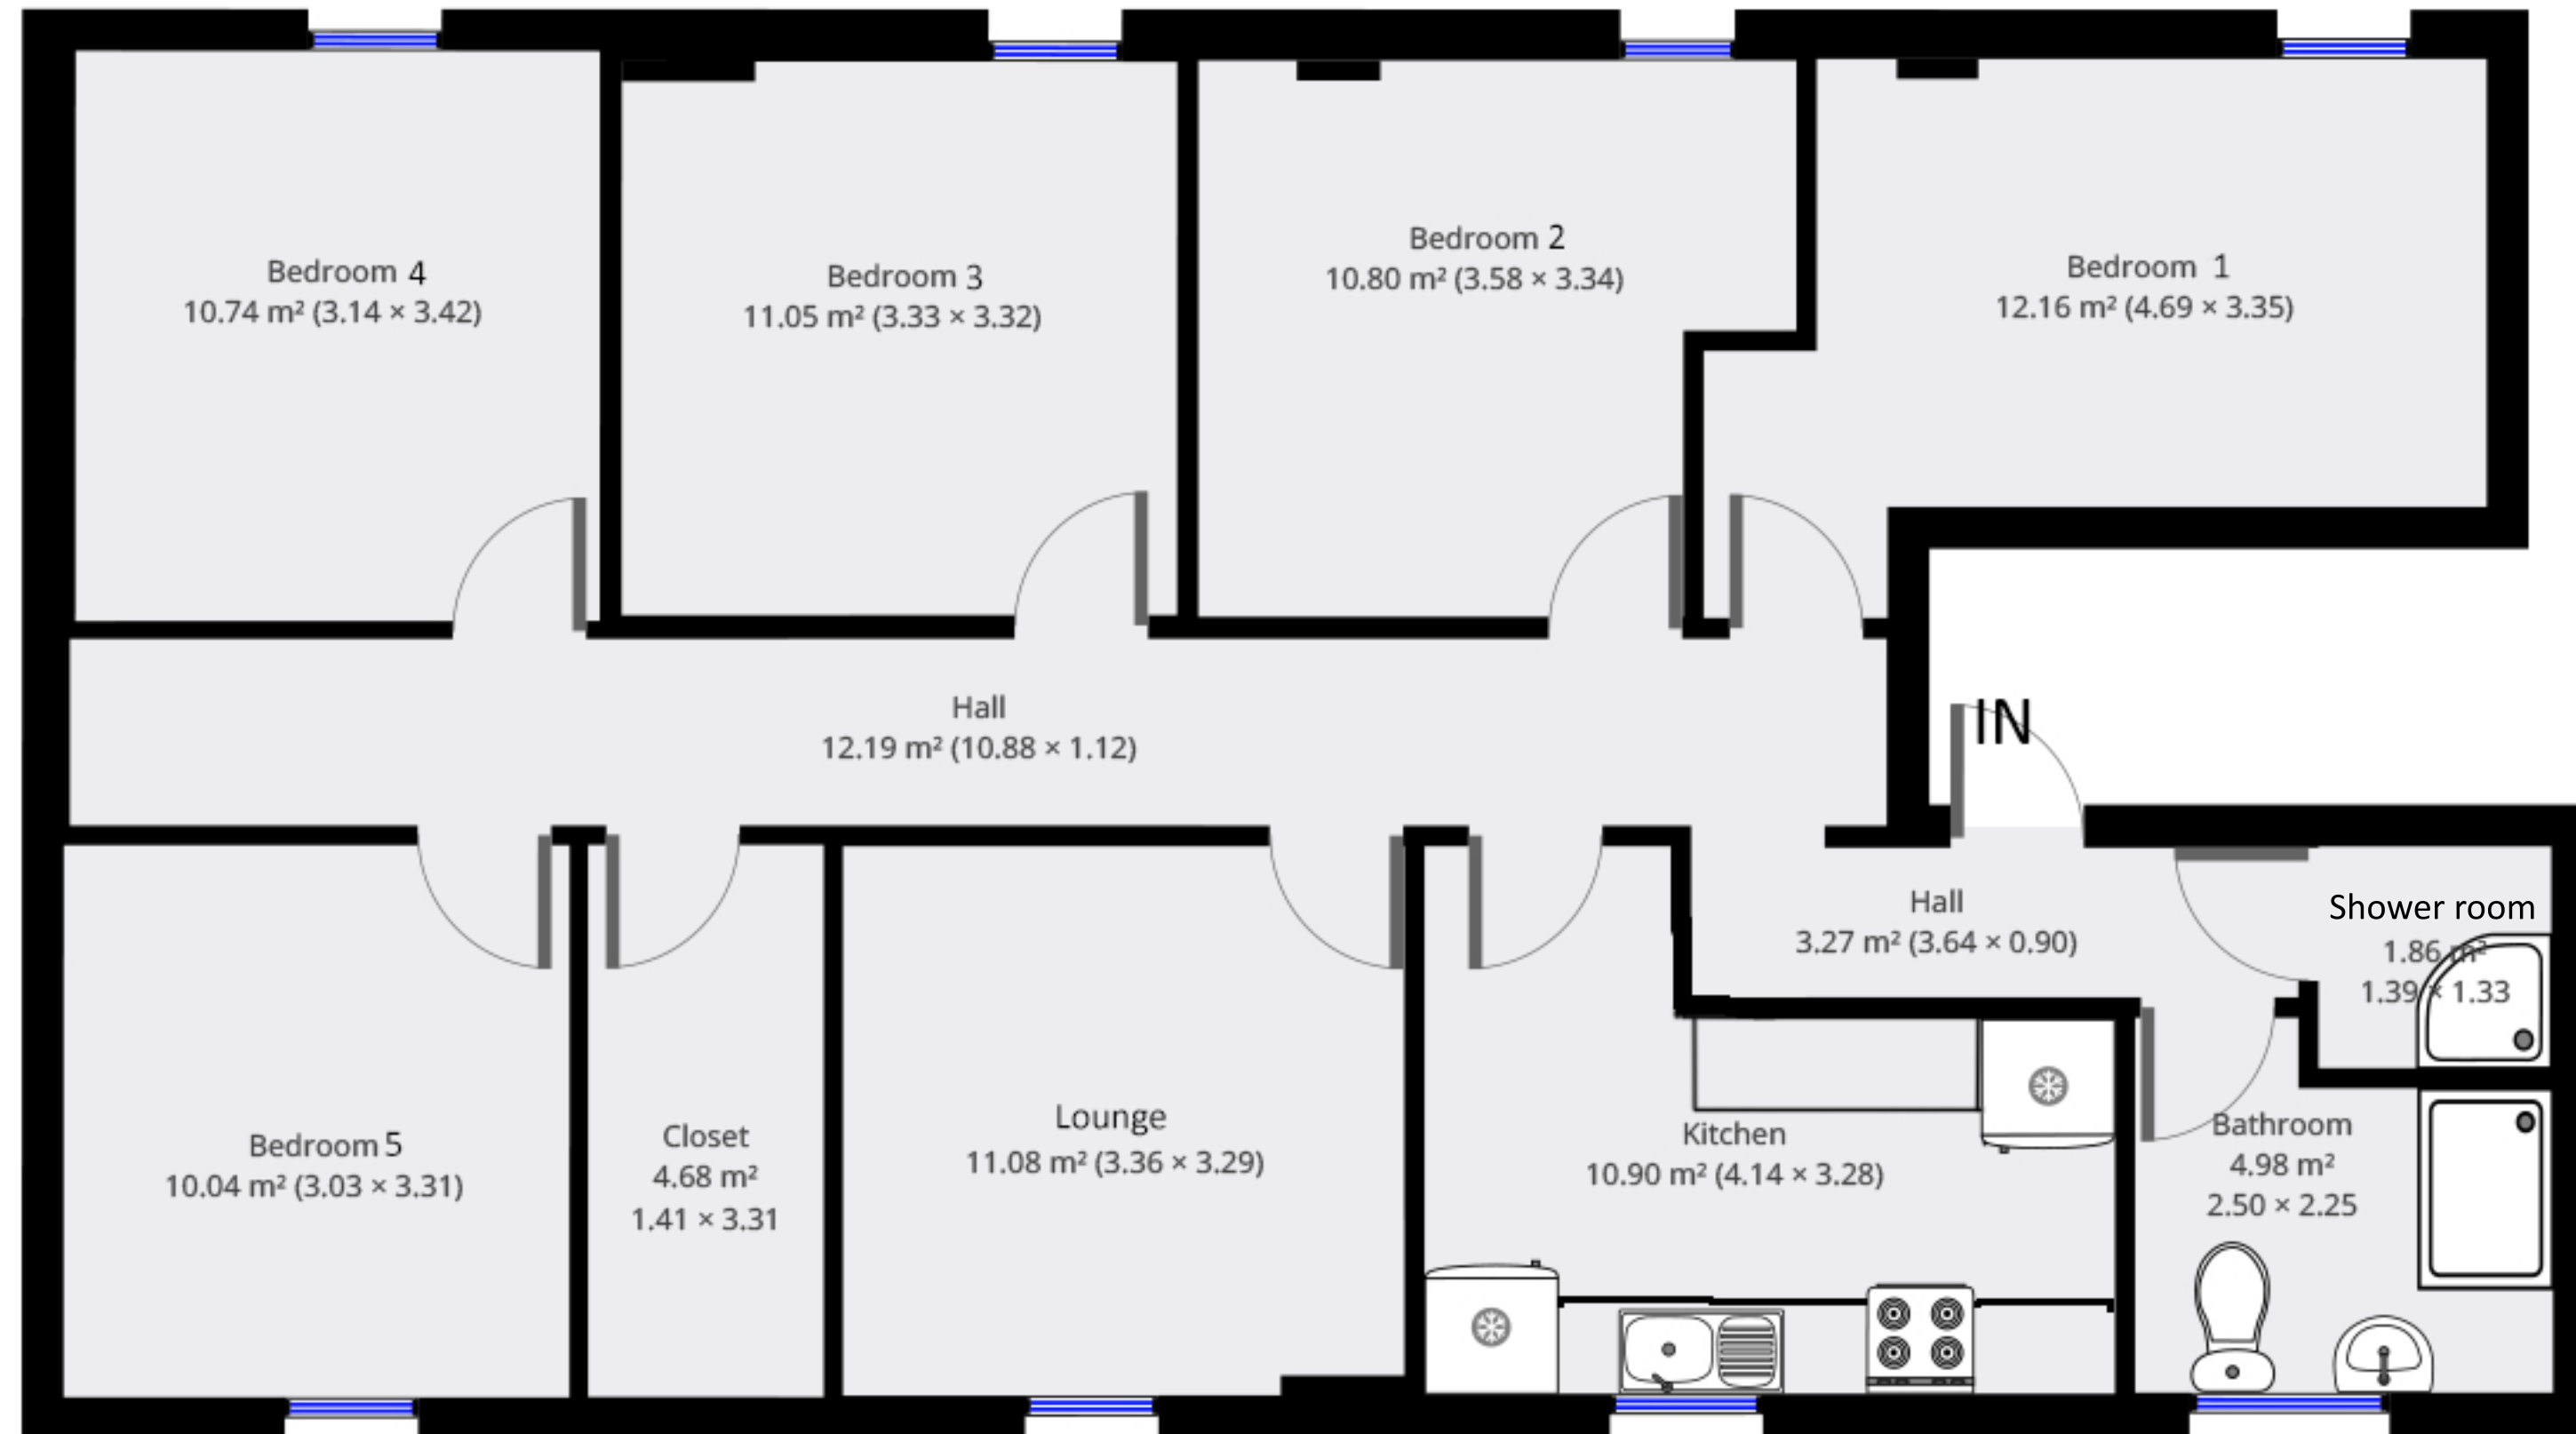 Bedroom 4
10.74 m² (3.14 × 3.42)
Bedroom 3
11.05 m² (3.33 × 3.32)
Bedroom 2
10.80 m² (3.58 × 3.34)
Bedroom 1
12.16 m² (4.69 × 3.35)
Hall
12.19 m² (10.88 × 1.12)
IN
Hall
3.27 m² (3.64 × 0.90)
Shower room
1.86 m²
1.39 × 1.33
Bedroom 5
10.04 m² (3.03 × 3.31)
Closet
4.68 m²
1.41 × 3.31
Lounge
11.08 m² (3.36 × 3.29)
Kitchen
10.90 m² (4.14 × 3.28)
Bathroom
4.98 m²
2.50 × 2.25